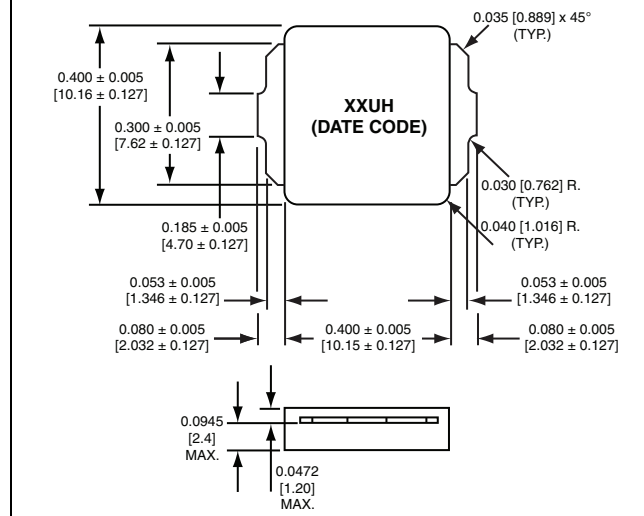 0.035 [0.889] x 45°
(TYP.)
0.400 ± 0.005
[10.16 ± 0.127]
0.300 ± 0.005
[7.62 ± 0.127]
XXUH
(DATE CODE)
0.030 [0.762] R.
(TYP.)
0.185 ± 0.005
[4.70 ± 0.127]
0.040 [1.016] R.
(TYP.)
0.053 ± 0.005
[1.346 ± 0.127]
0.053 ± 0.005
[1.346 ± 0.127]
0.080 ± 0.005
[2.032 ± 0.127]
0.400 ± 0.005
[10.15 ± 0.127]
0.080 ± 0.005
[2.032 ± 0.127]
0.0945
[2.4]
MAX.
0.0472
[1.20]
MAX.